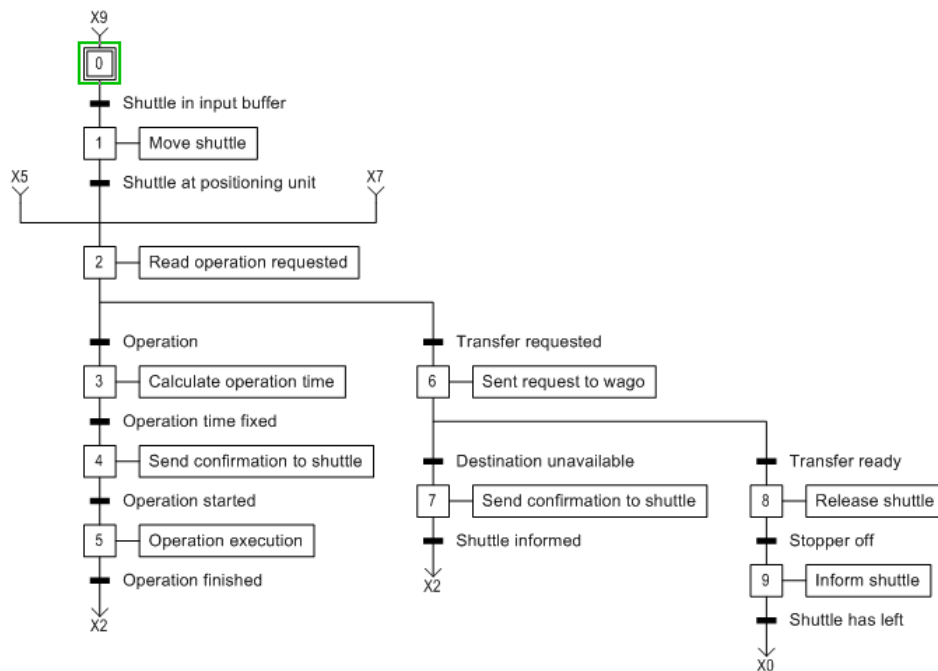 X9
0
Shuttle in input buffer
1 Move shuttle
X5 Shuttle at positioning unit X7
2 Read operation requested
Operation Transfer requested
3 Calculate operation time 6 Sent request to wago
Operation time fixed
4 Send confirmation to shuttle Destination unavailable Transfer ready
Operation started 7 Send confirmation to shuttle 8 Release shuttle
5 Operation execution Shuttle informed Stopper off
Operation finished X2 9 Inform shuttle
X2 Shuttle has left
X0